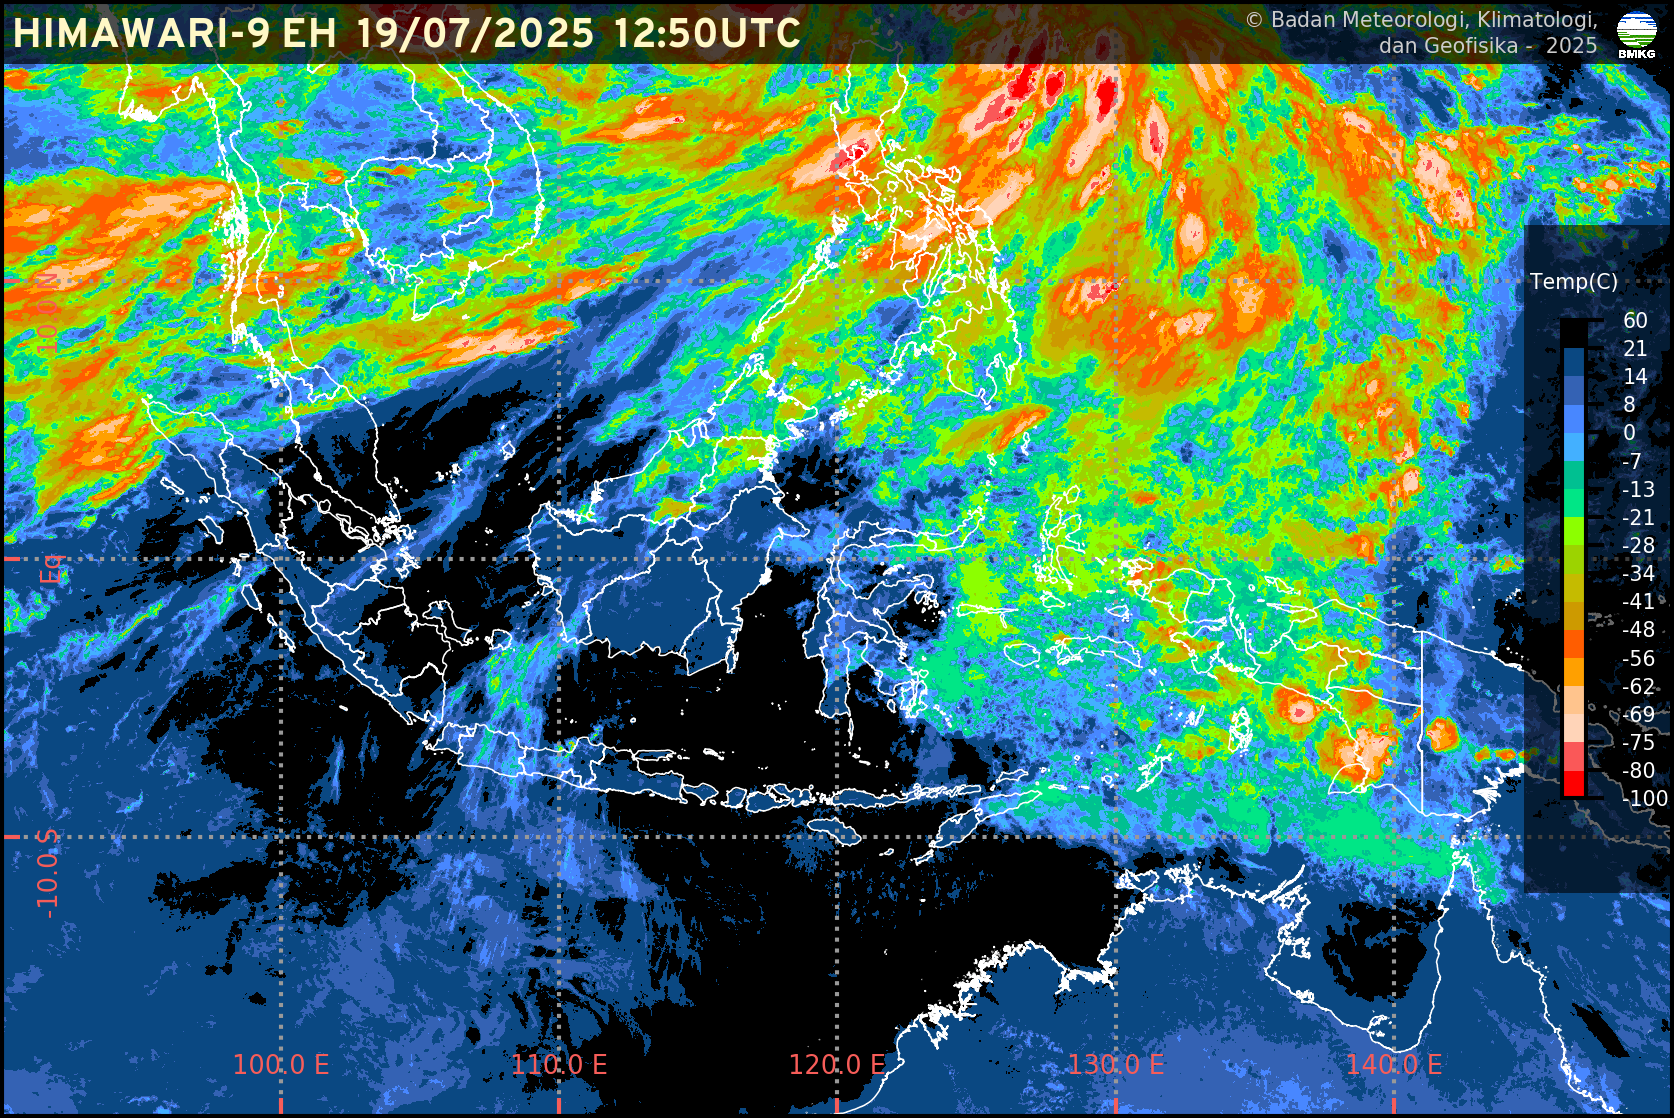 HIMAWARI-9 EH 19/07/2025 12:50UTC
© Badan Meteorologi, Klimatologi,
dan Geofisika - 2025
BMKG
Temp(C)
60
21
14
8
0
-7
-13
-21
-28
-34
-41
-48
-56
-62
-69
-75
-80
-100
10.0 N
Eq
-10.0 S
100.0 E
110.0 E
120.0 E
130.0 E
140.0 E